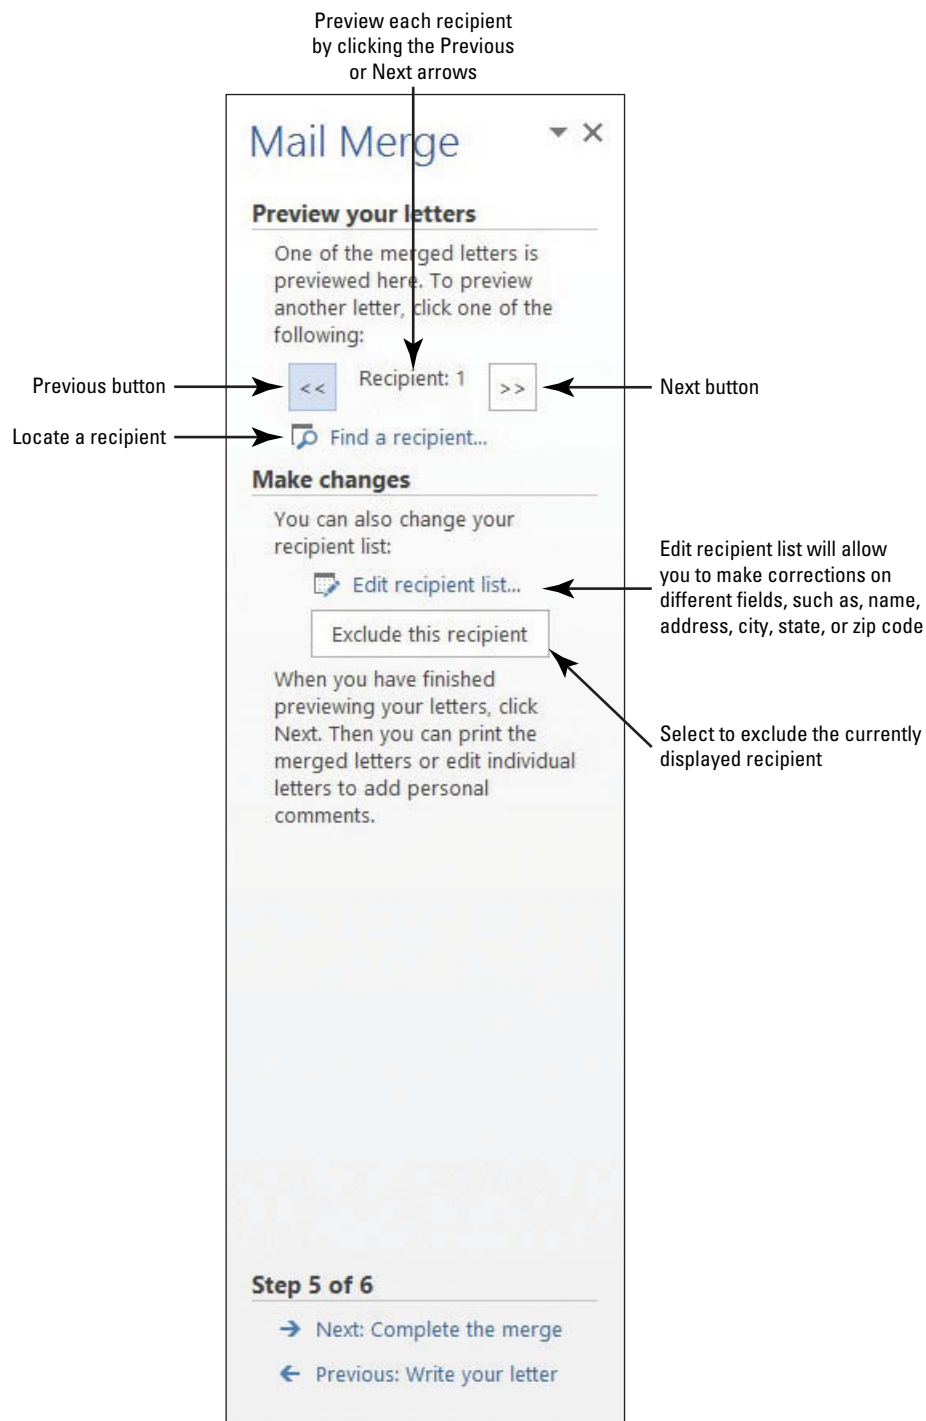 Preview each recipient
by clicking the Previous
or Next arrows
Mail Merge
Preview your letters
One of the merged letters is
previewed here. To preview
another letter, click one of the
following:
Previous button
<<
Recipient: 1
>>
Next button
Locate a recipient
Find a recipient...
Make changes
You can also change your
recipient list:
Edit recipient list...
Edit recipient list will allow
you to make corrections on
different fields, such as, name,
address, city, state, or zip code
Exclude this recipient
When you have finished
previewing your letters, click
Next. Then you can print the
merged letters or edit individual
letters to add personal
comments.
Select to exclude the currently
displayed recipient
Step 5 of 6
Next: Complete the merge
Previous: Write your letter